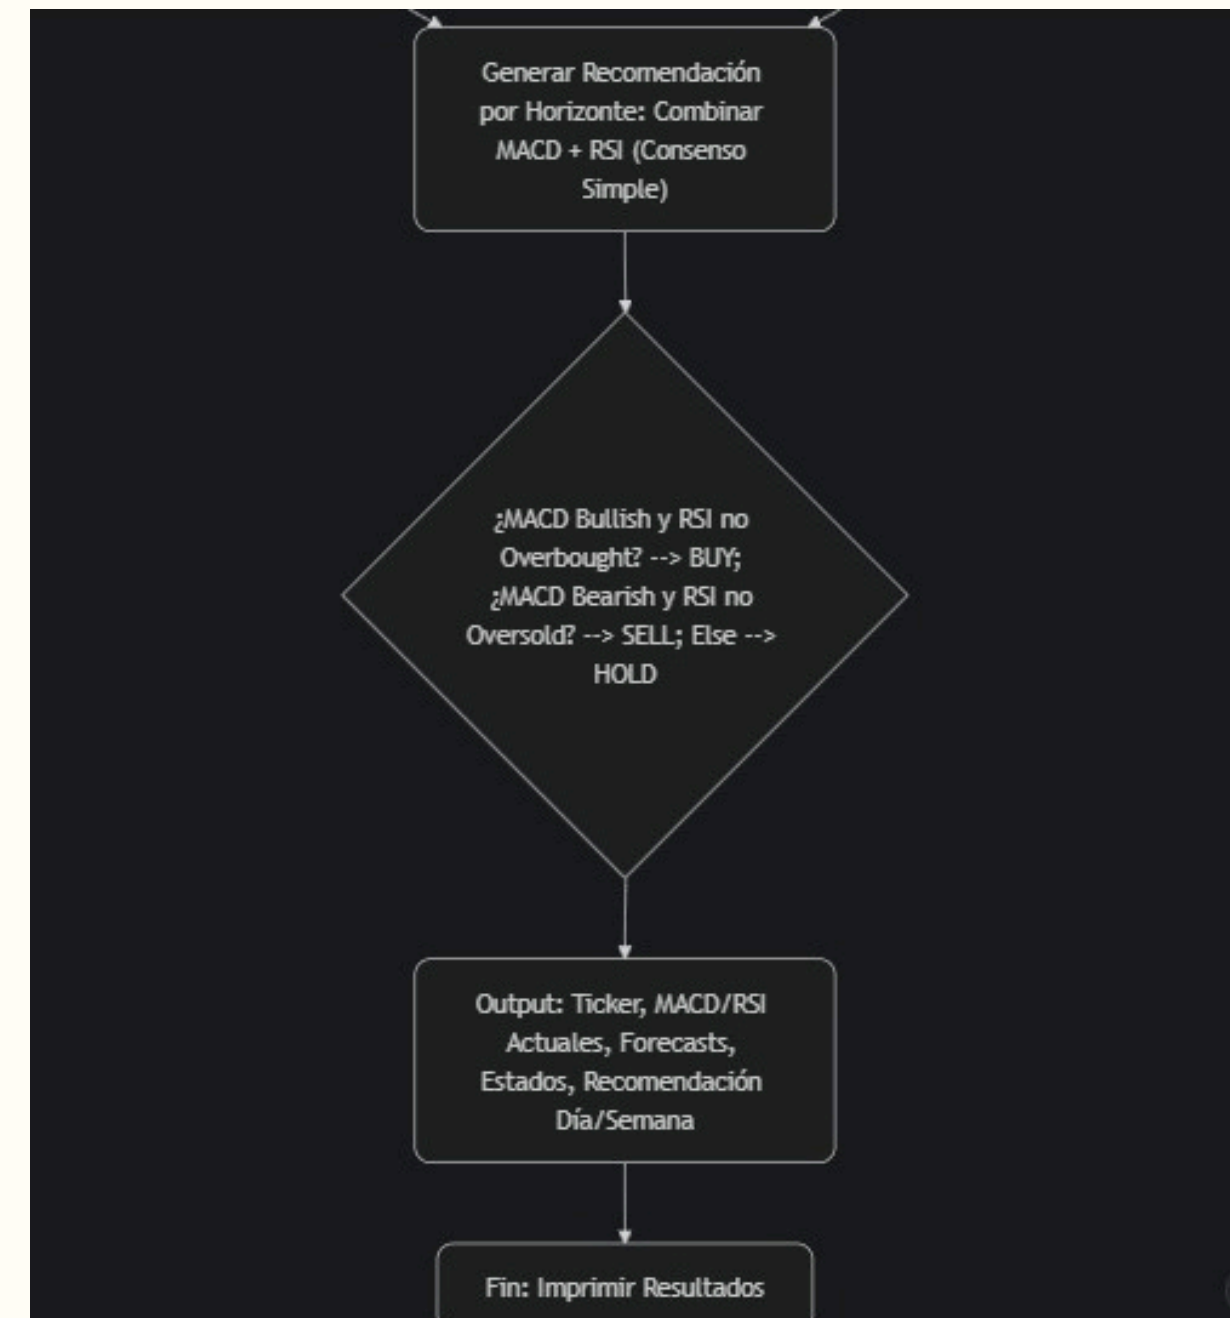 Generar Recomendación
por Horizonte: Combinar
MACD + RSI (Consenso
Simple)
¿MACD Bullish y RSI no
Overbought? --> BUY;
¿MACD Bearish y RSI no
Oversold? --> SELL; Else -->
HOLD
Output: Ticker, MACD/RSI
Actuales, Forecasts,
Estados, Recomendación
Día/Semana
Fin: Imprimir Resultados